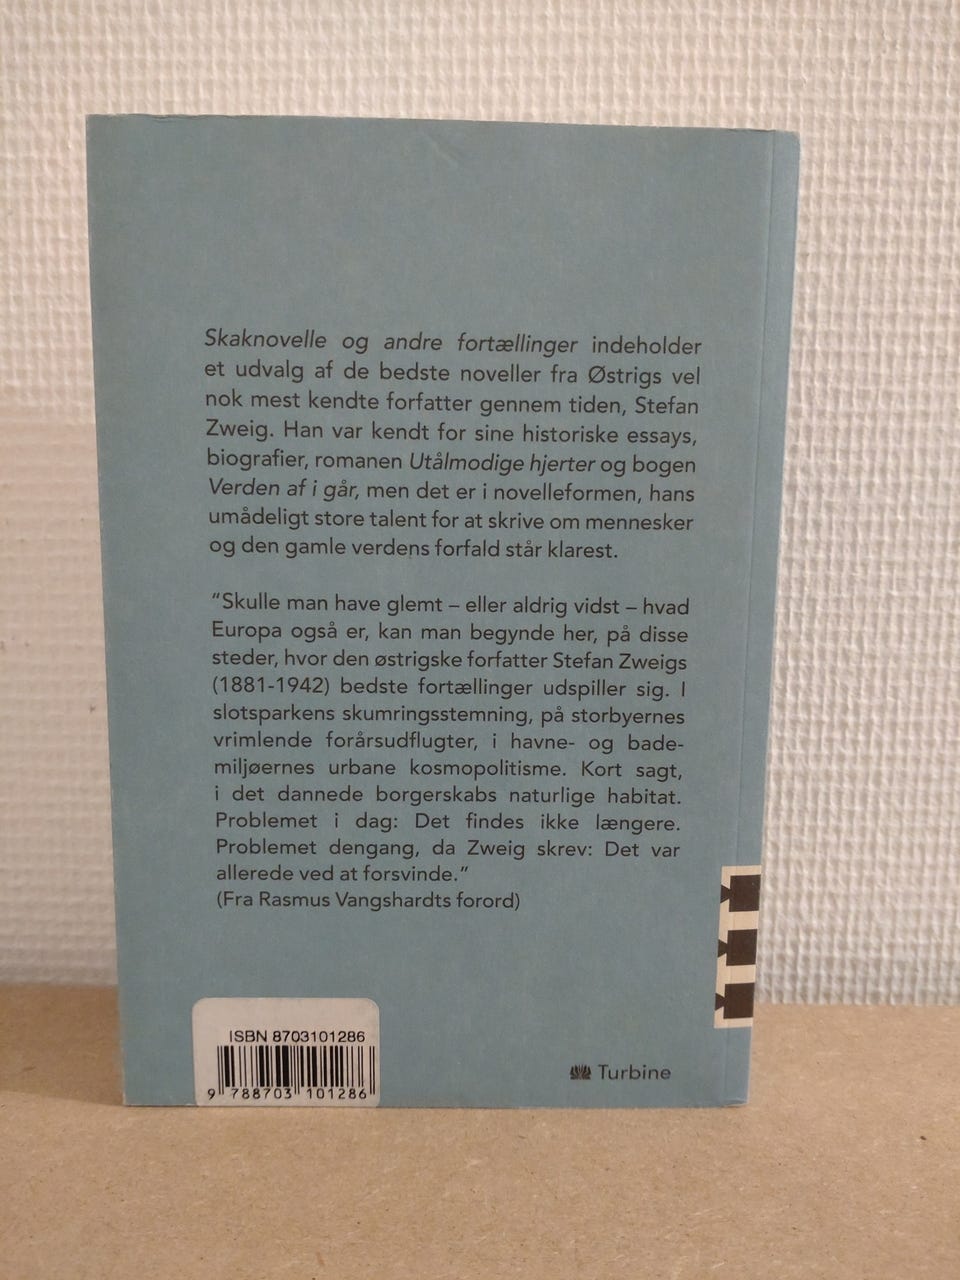 Skaknovelle og andre fortællinger indeholder
et udvalg af de bedste noveller fra Østrigs vel
nok mest kendte forfatter gennem tiden, Stefan
Zweig. Han var kendt for sine historiske essays,
biografier, romanen Utålmodige hjerter og bogen
Verden af i går, men det er i novelleformen, hans
umådeligt store talent for at skrive om mennesker
og den gamle verdens forfald står klarest.
"Skulle man have glemt – eller aldrig vidst – hvad
Europa også er, kan man begynde her, på disse
steder, hvor den østrigske forfatter Stefan Zweigs
(1881-1942) bedste fortællinger udspiller sig. I
slotsparkens skumringsstemning, på storbyernes
vrimlende forårsudflugter, i havne- og bade-
miljøernes urbane kosmopolitisme. Kort sagt,
i det dannede borgerskabs naturlige habitat.
Problemet i dag: Det findes ikke længere.
Problemet dengang, da Zweig skrev: Det var
allerede ved at forsvinde."
(Fra Rasmus Vangshardts forord)
ISBN 8703101286
9 788703 101286
Turbine